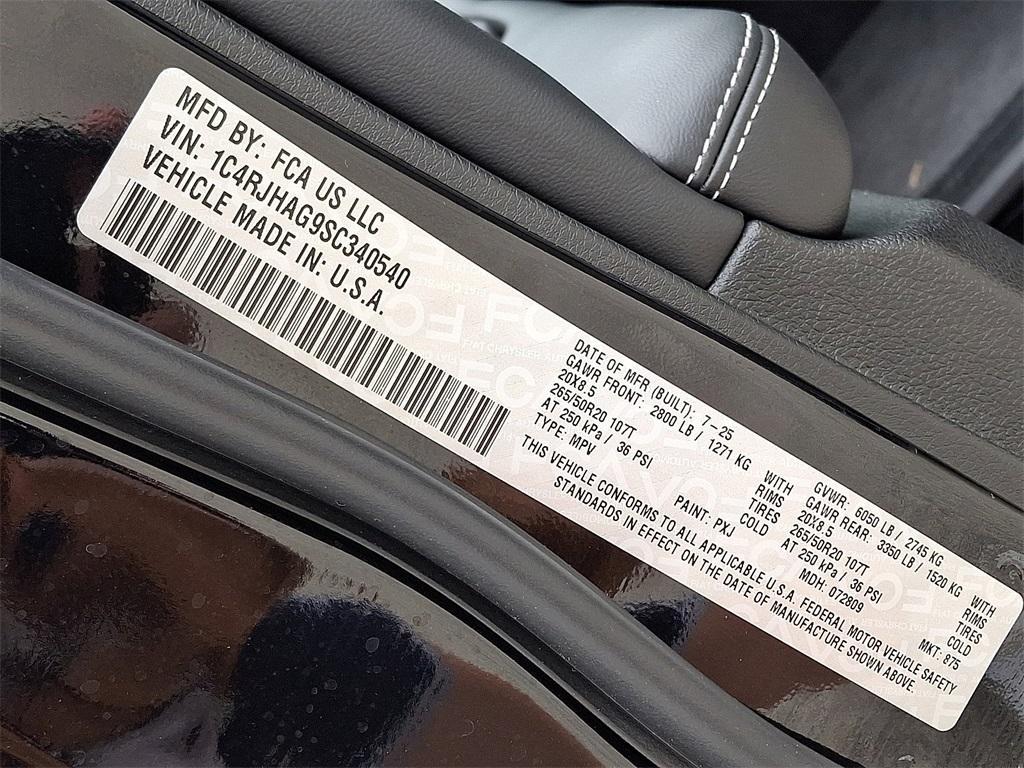 MFD BY: FCA US LLC
VIN: 1C4RJHAG9SC340540
VEHICLE MADE IN: U.S.A.
DATE OF MFR (BUILT): 7-25
GAWR FRONT: 2800 LB / 1271 KG WITH
20X8.5 RIMS
265/50R20 107T TIRES
AT 250 kPa / 36 PSI COLD
TYPE: MPV PAINT: PXJ
GVWR: 6050 LB / 2745 KG
GAWR REAR: 3350 LB / 1520 KG WITH
20X8.5 RIMS
265/50R20 107T TIRES
AT 250 kPa / 36 PSI COLD
MDH: 072809 MKT: 875
THIS VEHICLE CONFORMS TO ALL APPLICABLE U.S.A. FEDERAL MOTOR VEHICLE SAFETY
STANDARDS IN EFFECT ON THE DATE OF MANUFACTURE SHOWN ABOVE.